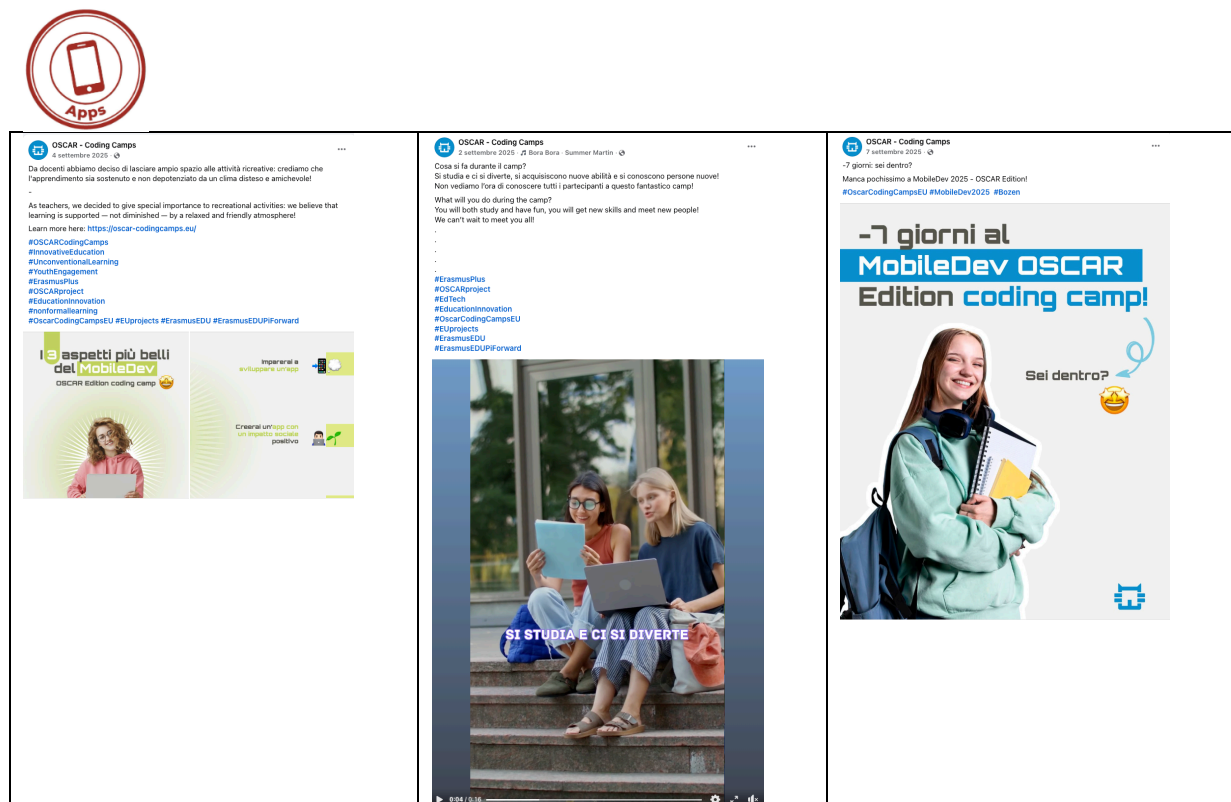 Apps
OSCAR - Coding Camps
4 settembre 2025 ·
Da docenti abbiamo deciso di lasciare ampio spazio alle attività ricreative: crediamo che
l'apprendimento sia sostenuto e non depotenziato da un clima disteso e amichevole!
-
As teachers, we decided to give special importance to recreational activities: we believe that
learning is supported — not diminished — by a relaxed and friendly atmosphere!
Learn more here: https://oscar-codingcamps.eu/
#OSCARCodingCamps
#InnovativeEducation
#UnconventionalLearning
#YouthEngagement
#ErasmusPlus
#OSCARproject
#EducationInnovation
#nonformallearning
#OscarCodingCampsEU #EUprojects #ErasmusEDU #ErasmusEDUPiForward
I 3 aspetti più belli
del MobileDev
OSCAR Edition coding camp
Imparerai a
sviluppare un'app
Creerai un'app con
un impatto sociale
positivo
OSCAR - Coding Camps
2 settembre 2025 · Bora Bora · Summer Martin ·
Cosa si fa durante il camp?
Si studia e ci si diverte, si acquisiscono nuove abilità e si conoscono persone nuove!
Non vediamo l'ora di conoscere tutti i partecipanti a questo fantastico camp!
What will you do during the camp?
You will both study and have fun, you will get new skills and meet new people!
We can't wait to meet you all!
.
.
.
.
.
#ErasmusPlus
#OSCARproject
#EdTech
#EducationInnovation
#OscarCodingCampsEU
#EUprojects
#ErasmusEDU
#ErasmusEDUPiForward
SI STUDIA E CI SI DIVERTE
0:04 / 0:16
OSCAR - Coding Camps
7 settembre 2025 ·
-7 giorni: sei dentro?
Manca pochissimo a MobileDev 2025 - OSCAR Edition!
#OscarCodingCampsEU #MobileDev2025 #Bozen
-7 giorni al
MobileDev OSCAR
Edition coding camp!
Sei dentro?